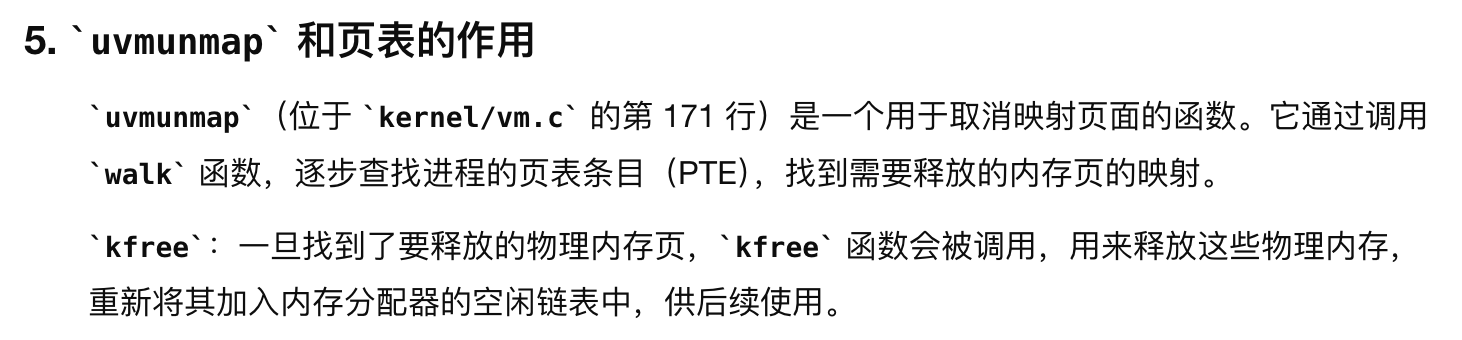 5. `uvmunmap` 和页表的作用
`uvmunmap`（位于 `kernel/vm.c` 的第 171 行）是一个用于取消映射页面的函数。它通过调用
`walk` 函数，逐步查找进程的页表条目（PTE），找到需要释放的内存页的映射。
`kfree`：一旦找到了要释放的物理内存页，`kfree` 函数会被调用，用来释放这些物理内存，
重新将其加入内存分配器的空闲链表中，供后续使用。